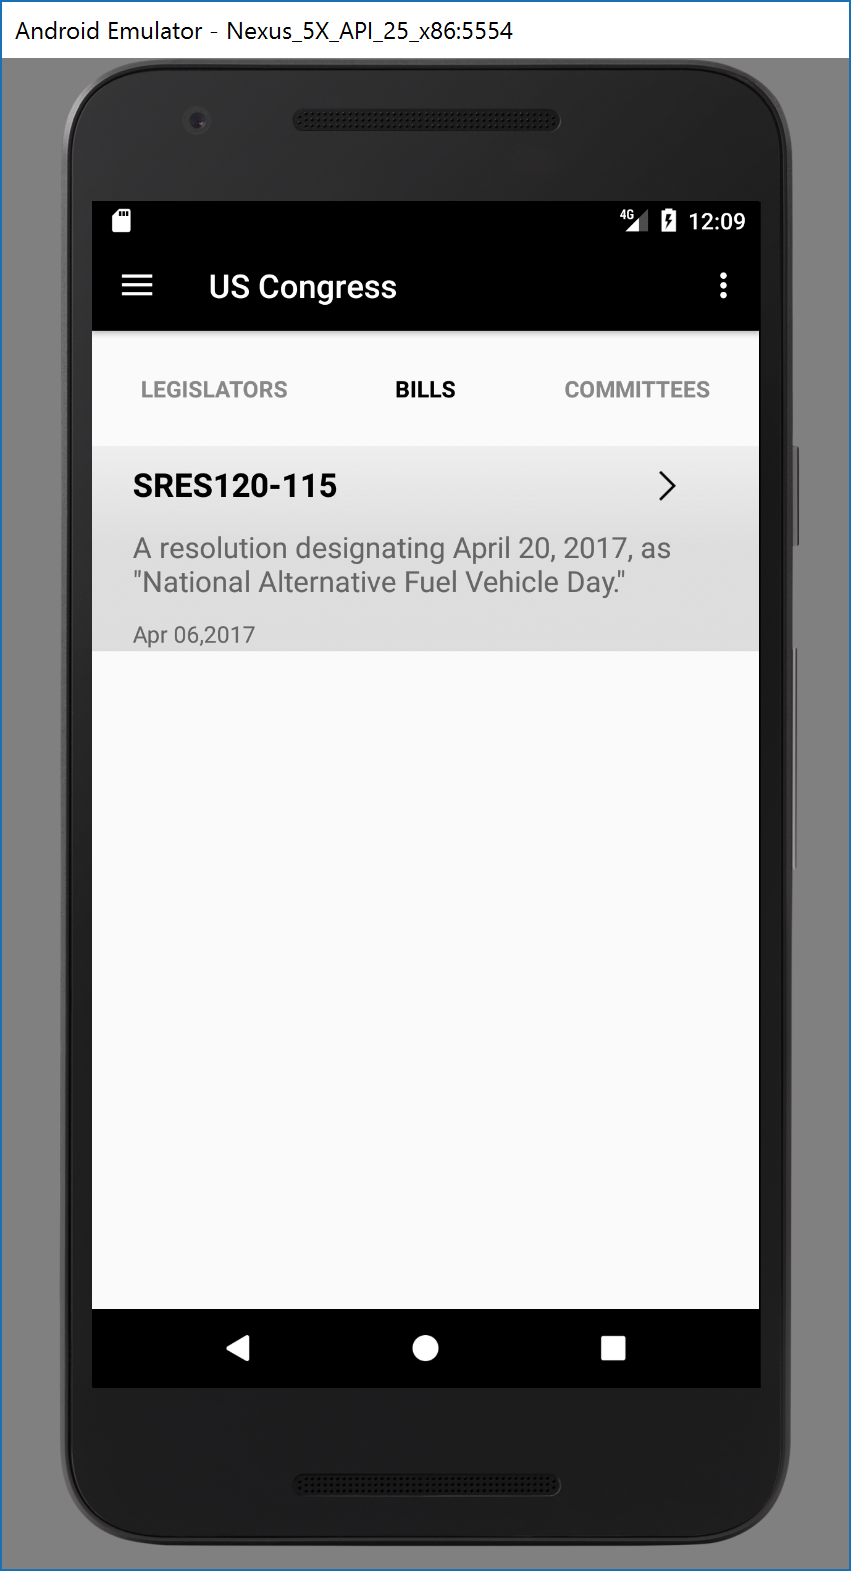 Android Emulator - Nexus_5X_API_25_x86:5554
4G 12:09
US Congress
LEGISLATORS BILLS COMMITTEES
SRES120-115
A resolution designating April 20, 2017, as
"National Alternative Fuel Vehicle Day."
Apr 06,2017